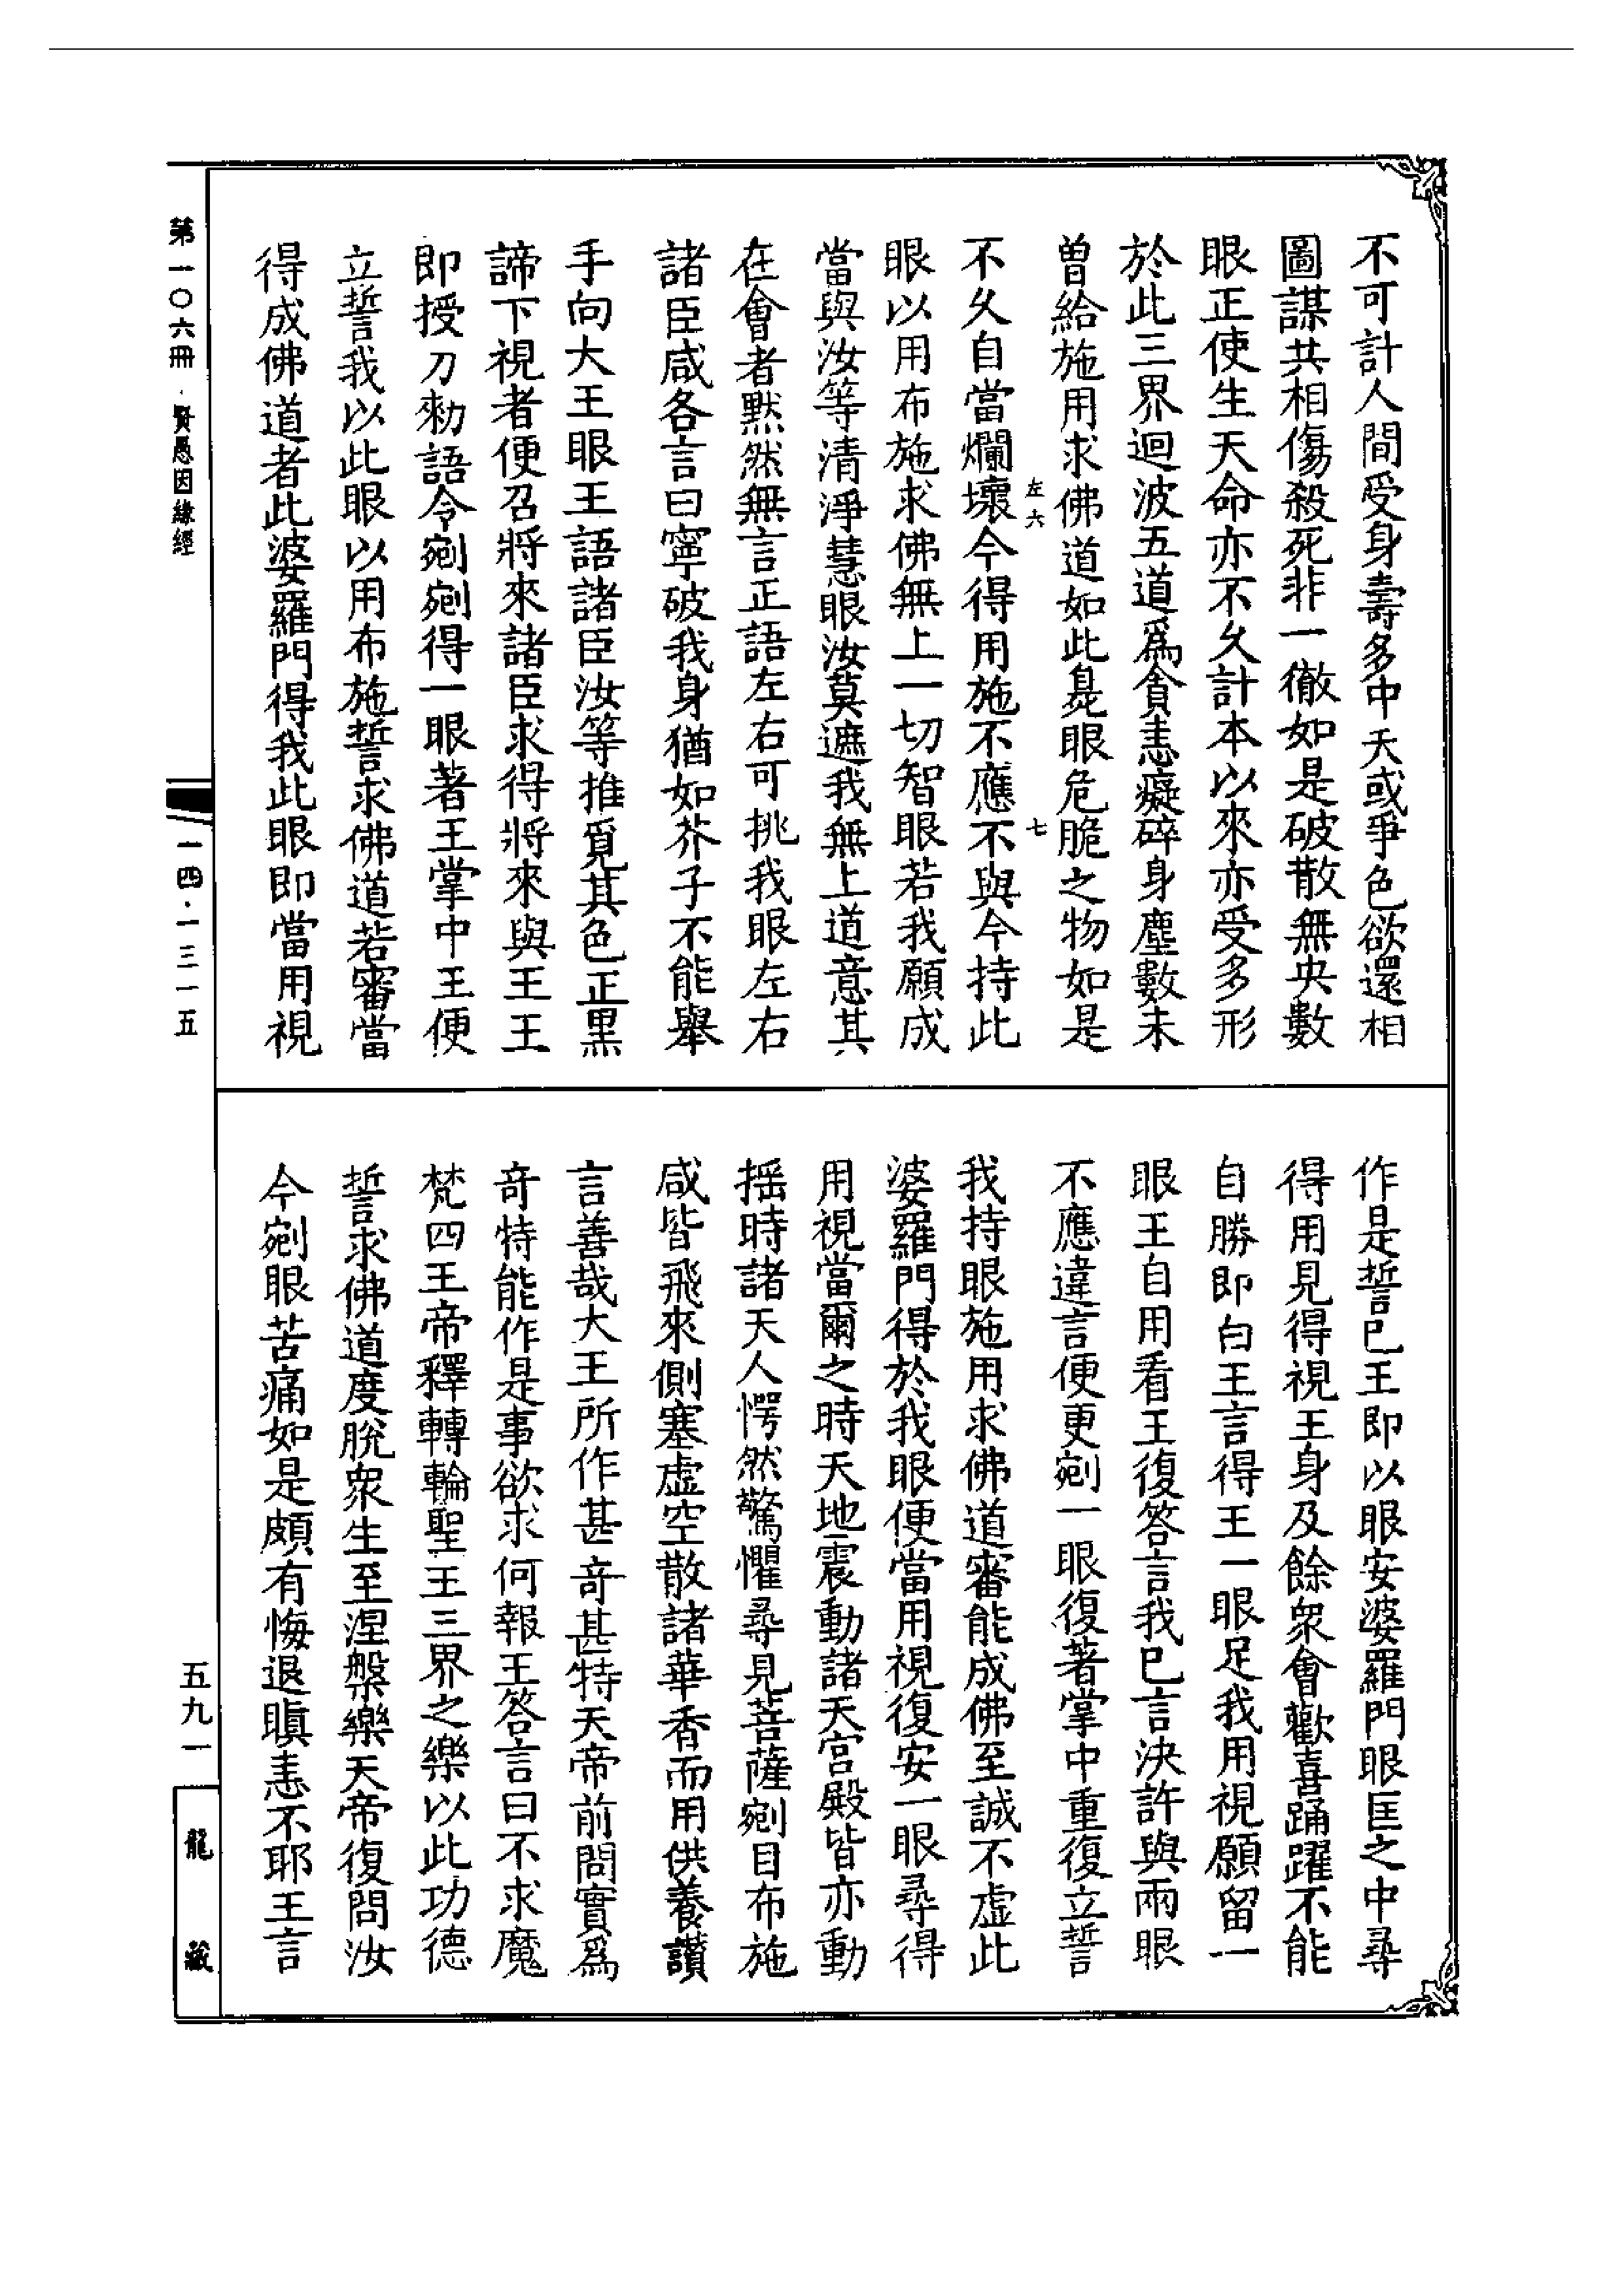 不可計人間受身壽多中夭或爭色欲還相
圖謀共相傷殺死非一徹如是破散無央數
眼正使生天命亦不久計本以來亦受多形
於此三界迴波五道爲貪恚癡碎身塵數未
曾給施用求佛道如此臭眼危脆之物如是
左六
七
不久自當爛壞今得用施不應不與今持此
眼以用布施求佛無上一切智眼若我願成
當與汝等清淨慧眼汝莫遮我無上道意其
在會者默然無言正語左右可挑我眼左右
諸臣咸各言曰寧破我身猶如芥子不能舉
手向大王眼王語諸臣汝等推覓其色正黑
諦下視者便召將來諸臣求得將來與王王
即授刀勑語令剜剜得一眼著王掌中王便
立誓我以此眼以用布施誓求佛道若審當
得成佛道者此婆羅門得我此眼即當用視
作是誓已王即以眼安婆羅門眼匡之中尋
得用見得視王身及餘衆會歡喜踊躍不能
自勝即白王言得王一眼足我用視願留一
眼王自用看王復答言我已言決許與兩眼
不應違言便更剜一眼復著掌中重復立誓
我持眼施用求佛道審能成佛至誠不虛此
婆羅門得於我眼便當用視復安一眼尋得
用視當爾之時天地震動諸天宮殿皆亦動
搖時諸天人愕然驚懼尋見菩薩剜目布施
咸皆飛來側塞虛空散諸華香而用供養讚
言善哉大王所作甚奇甚特天帝前問實爲
奇特能作是事欲求何報王答言曰不求魔
梵四王帝釋轉輪聖王三界之樂以此功德
誓求佛道度脫衆生至涅槃樂天帝復問汝
今剜眼苦痛如是頗有悔退瞋恚不耶王言
第一〇六冊
賢愚因緣經
一四·一三一五
五九一
龍藏